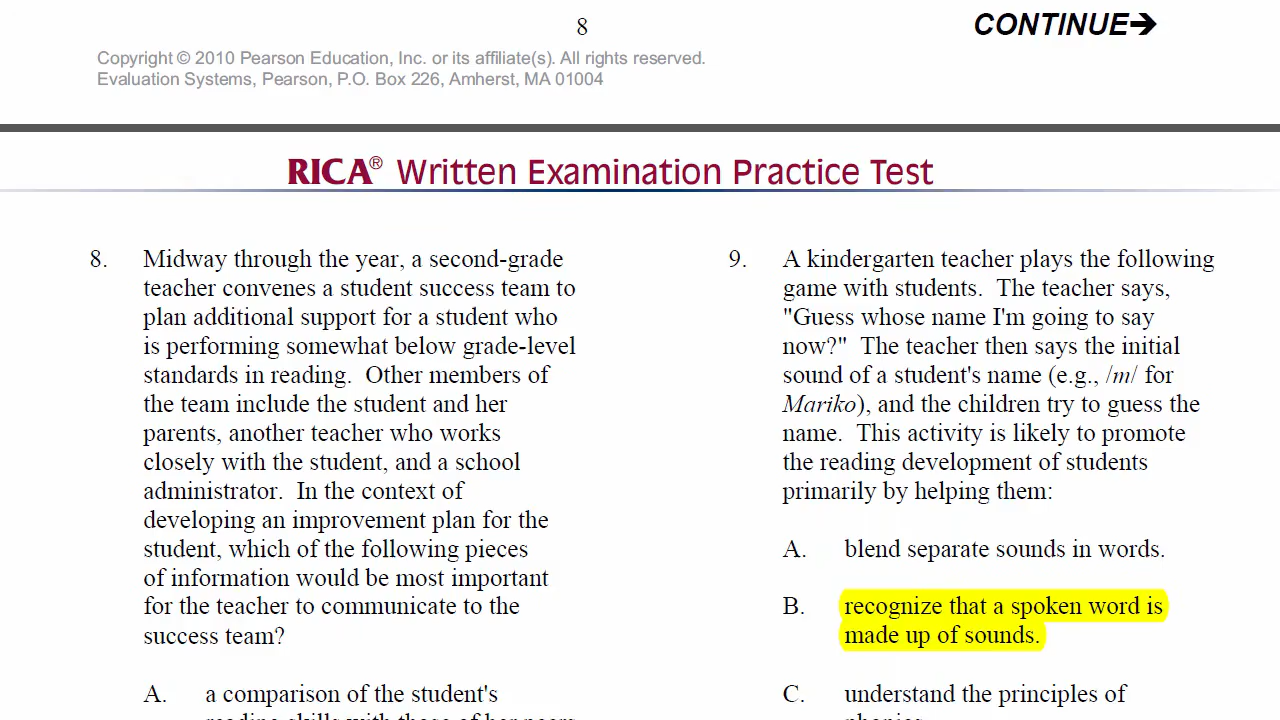 8
CONTINUE➔
Copyright © 2010 Pearson Education, Inc. or its affiliate(s). All rights reserved.
Evaluation Systems, Pearson, P.O. Box 226, Amherst, MA 01004
RICA® Written Examination Practice Test
8. Midway through the year, a second-grade
teacher convenes a student success team to
plan additional support for a student who
is performing somewhat below grade-level
standards in reading. Other members of
the team include the student and her
parents, another teacher who works
closely with the student, and a school
administrator. In the context of
developing an improvement plan for the
student, which of the following pieces
of information would be most important
for the teacher to communicate to the
success team?
A. a comparison of the student's
reading skills with those of her peers
9. A kindergarten teacher plays the following
game with students. The teacher says,
"Guess whose name I'm going to say
now?" The teacher then says the initial
sound of a student's name (e.g., /m/ for
Mariko), and the children try to guess the
name. This activity is likely to promote
the reading development of students
primarily by helping them:
A. blend separate sounds in words.
B. recognize that a spoken word is
made up of sounds.
C. understand the principles of
phonics.